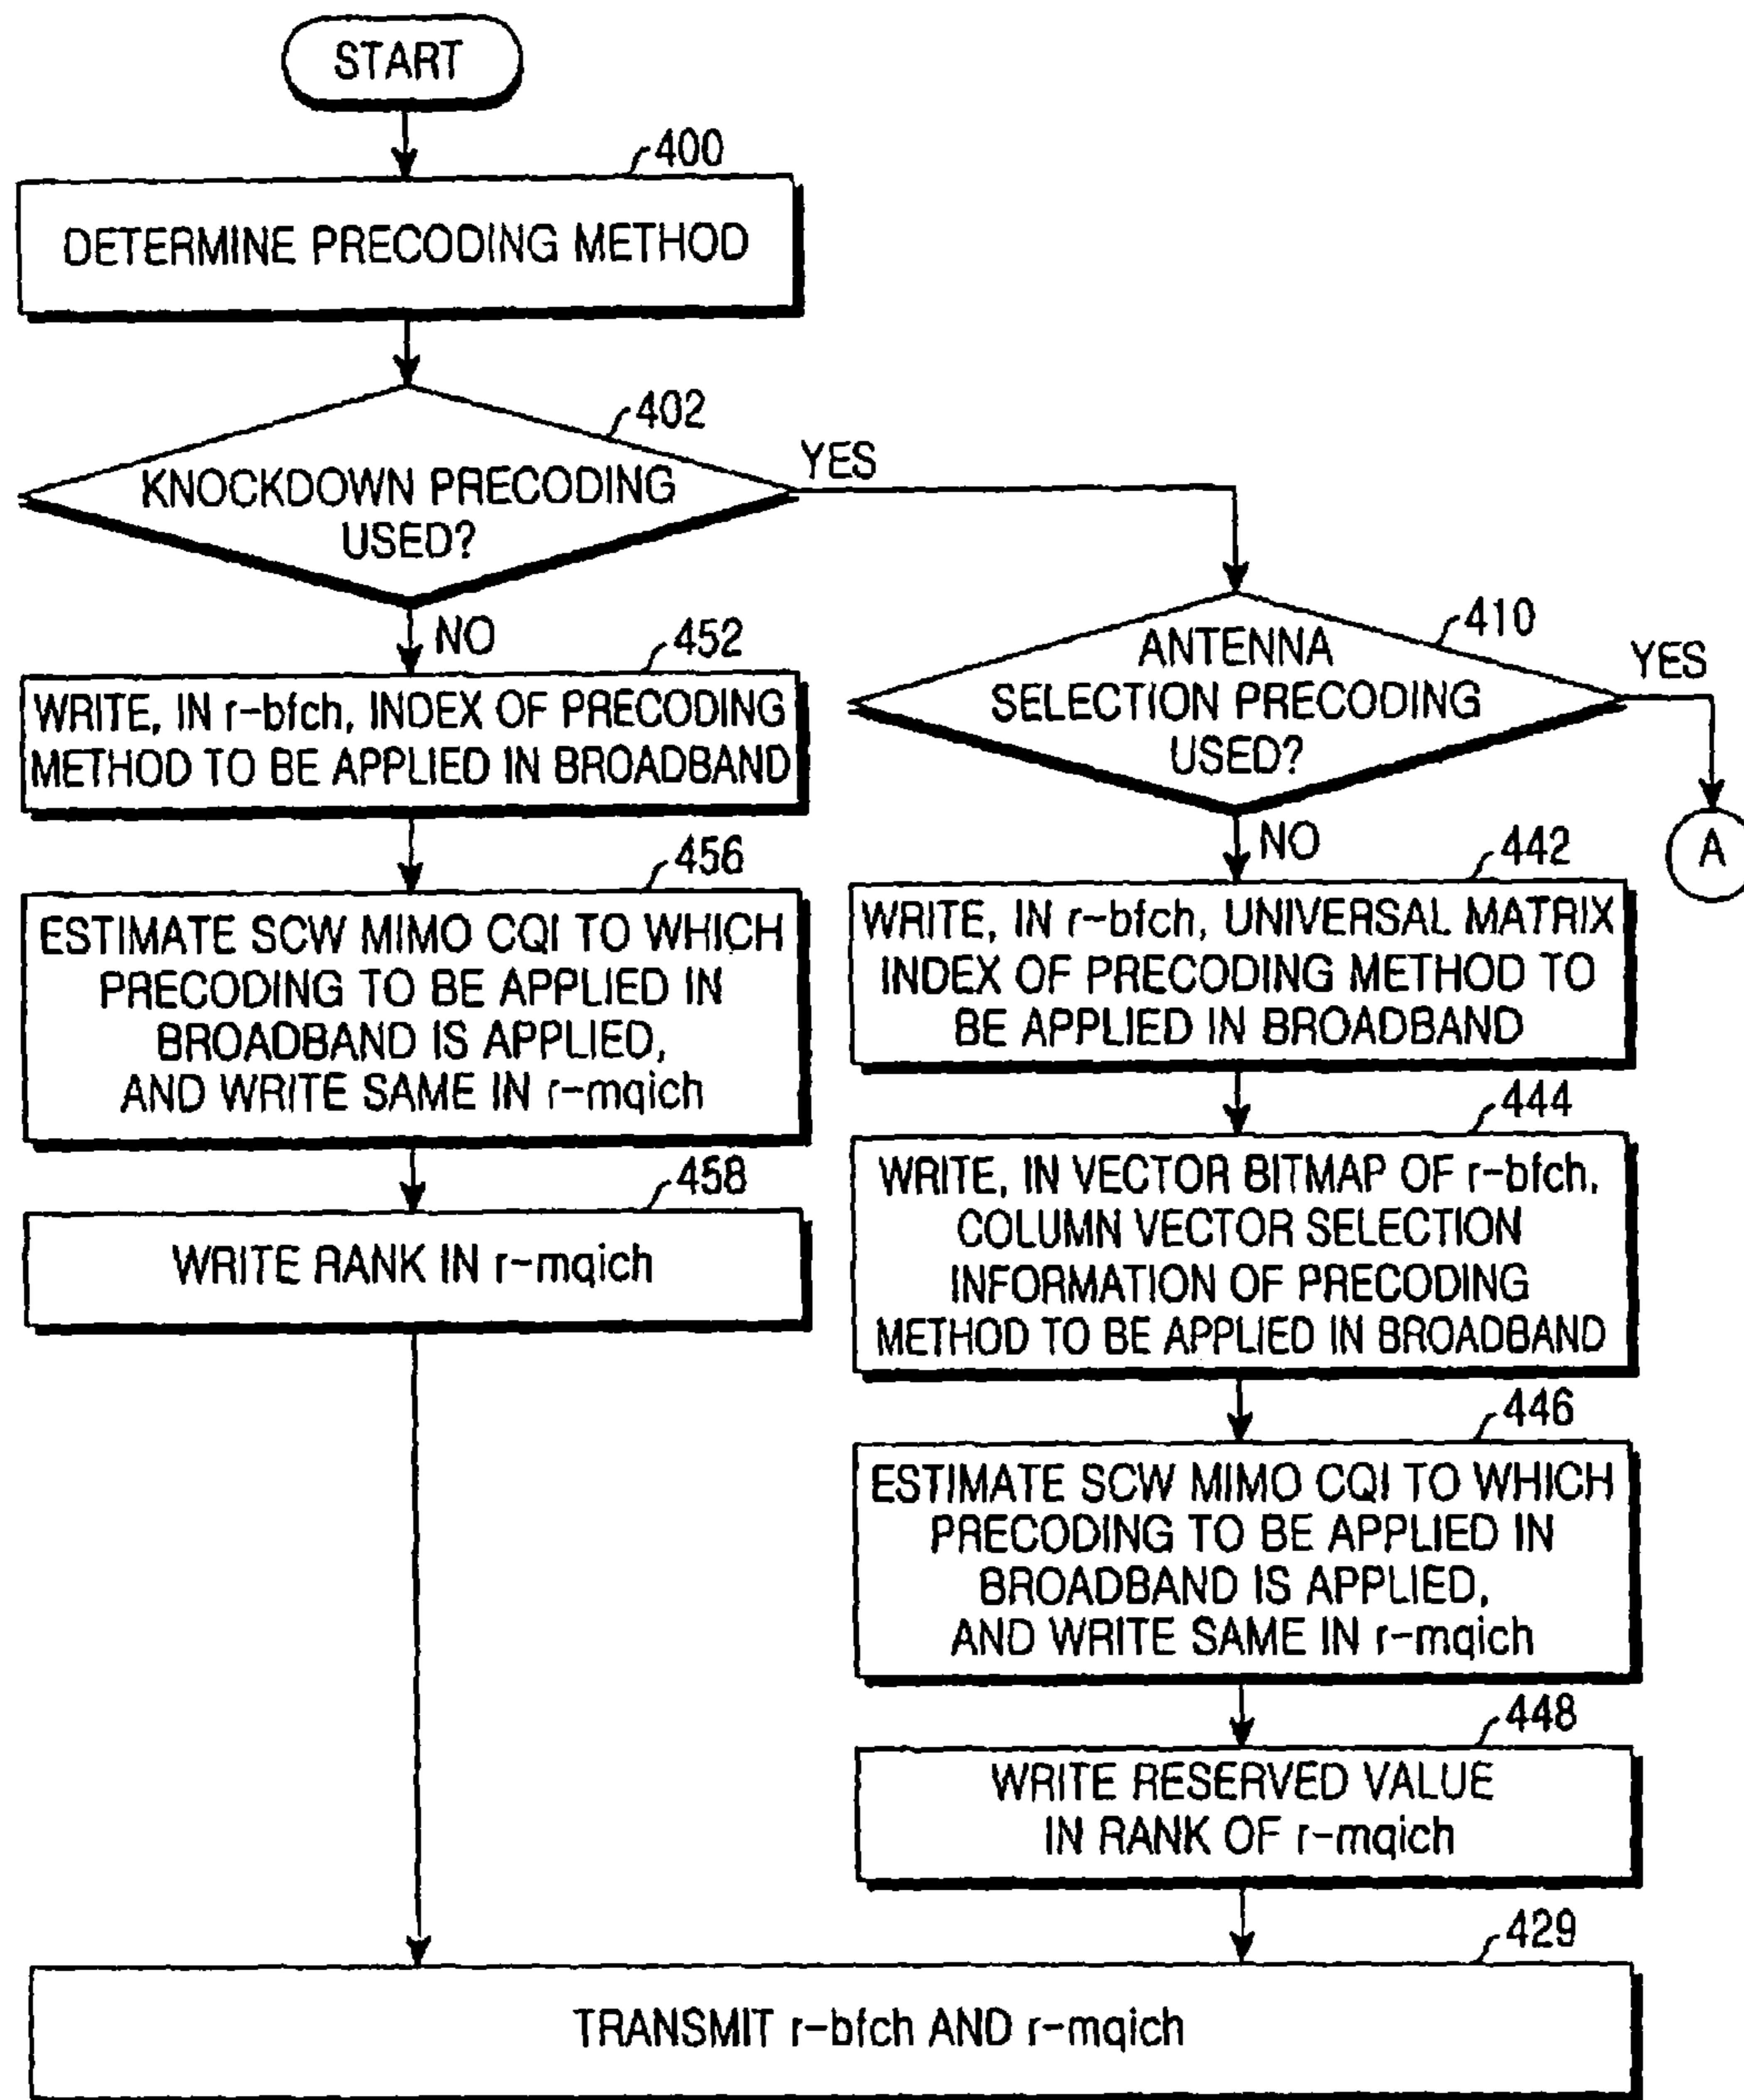 START
400
DETERMINE PRECODING METHOD
402
KNOCKDOWN PRECODING
USED?
YES
NO
452
WRITE, IN r-bfch, INDEX OF PRECODING
METHOD TO BE APPLIED IN BROADBAND
456
ESTIMATE SCW MIMO CQI TO WHICH
PRECODING TO BE APPLIED IN
BROADBAND IS APPLIED,
AND WRITE SAME IN r-mqich
458
WRITE RANK IN r-mqich
410
ANTENNA
SELECTION PRECODING
USED?
YES
A
NO
442
WRITE, IN r-bfch, UNIVERSAL MATRIX
INDEX OF PRECODING METHOD TO
BE APPLIED IN BROADBAND
444
WRITE, IN VECTOR BITMAP OF r-bfch,
COLUMN VECTOR SELECTION
INFORMATION OF PRECODING
METHOD TO BE APPLIED IN BROADBAND
446
ESTIMATE SCW MIMO CQI TO WHICH
PRECODING TO BE APPLIED IN
BROADBAND IS APPLIED,
AND WRITE SAME IN r-mqich
448
WRITE RESERVED VALUE
IN RANK OF r-mqich
429
TRANSMIT r-bfch AND r-mqich